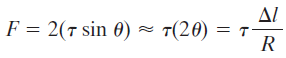 F = 2(τ sin θ) ≈ τ(2θ) = τ Δl/R